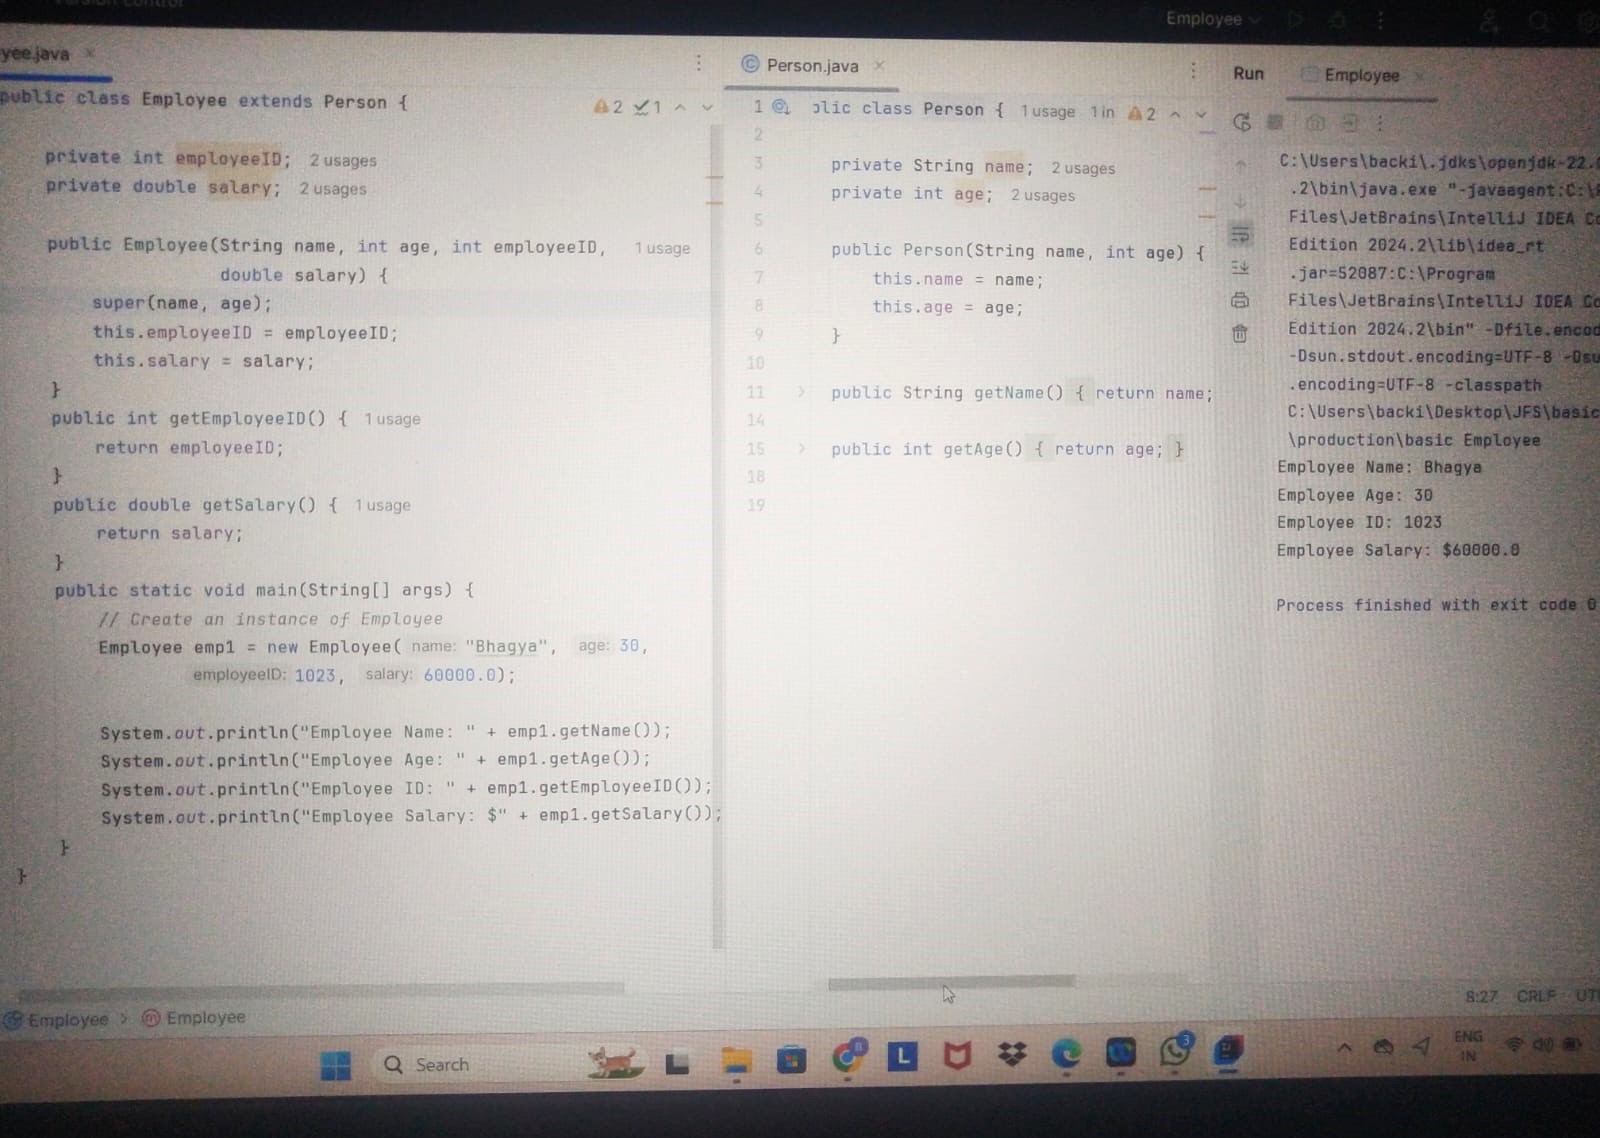 Version control
Employee
yee.java
public class Employee extends Person {
2 1
private int employeeID; 2 usages
private double salary; 2 usages
public Employee(String name, int age, int employeeID, 1 usage
double salary) {
super(name, age);
this.employeeID = employeeID;
this.salary = salary;
}
public int getEmployeeID() { 1 usage
return employeeID;
}
public double getSalary() { 1 usage
return salary;
}
public static void main(String[] args) {
// Create an instance of Employee
Employee emp1 = new Employee( name: "Bhagya", age: 30,
employeeID: 1023, salary: 60000.0);
System.out.println("Employee Name: " + emp1.getName());
System.out.println("Employee Age: " + emp1.getAge());
System.out.println("Employee ID: " + emp1.getEmployeeID());
System.out.println("Employee Salary: $" + emp1.getSalary());
}
}
Person.java
1 lic class Person { 1 usage 1 in 2
2
3 private String name; 2 usages
4 private int age; 2 usages
5
6 public Person(String name, int age) {
7 this.name = name;
8 this.age = age;
9 }
10
11 public String getName() { return name;
14
15 public int getAge() { return age; }
18
19
Run Employee
C:\Users\backi\.jdks\openjdk-22.
.2\bin\java.exe "-javaagent:C:\
Files\JetBrains\IntelliJ IDEA Co
Edition 2024.2\lib\idea_rt
.jar=52087:C:\Program
Files\JetBrains\IntelliJ IDEA Co
Edition 2024.2\bin" -Dfile.encod
-Dsun.stdout.encoding=UTF-8 -Dsu
.encoding=UTF-8 -classpath
C:\Users\backi\Desktop\JFS\basic
\production\basic Employee
Employee Name: Bhagya
Employee Age: 30
Employee ID: 1023
Employee Salary: $60000.0
Process finished with exit code 0
8:27 CRLF UT
Employee > Employee
Search
L
3
ENG
IN